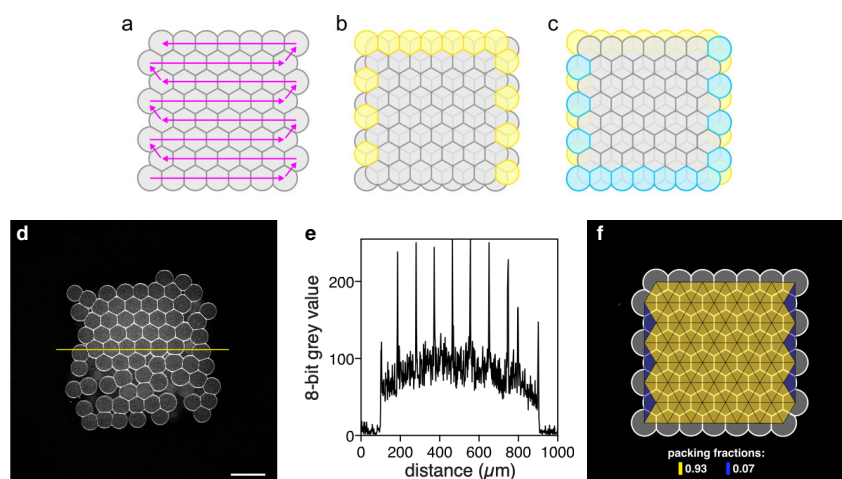 a
b
c
d
e
f
8-bit grey value
200
100
0
0 200 400 600 800 1000
distance (µm)
packing fractions:
0.93 0.07